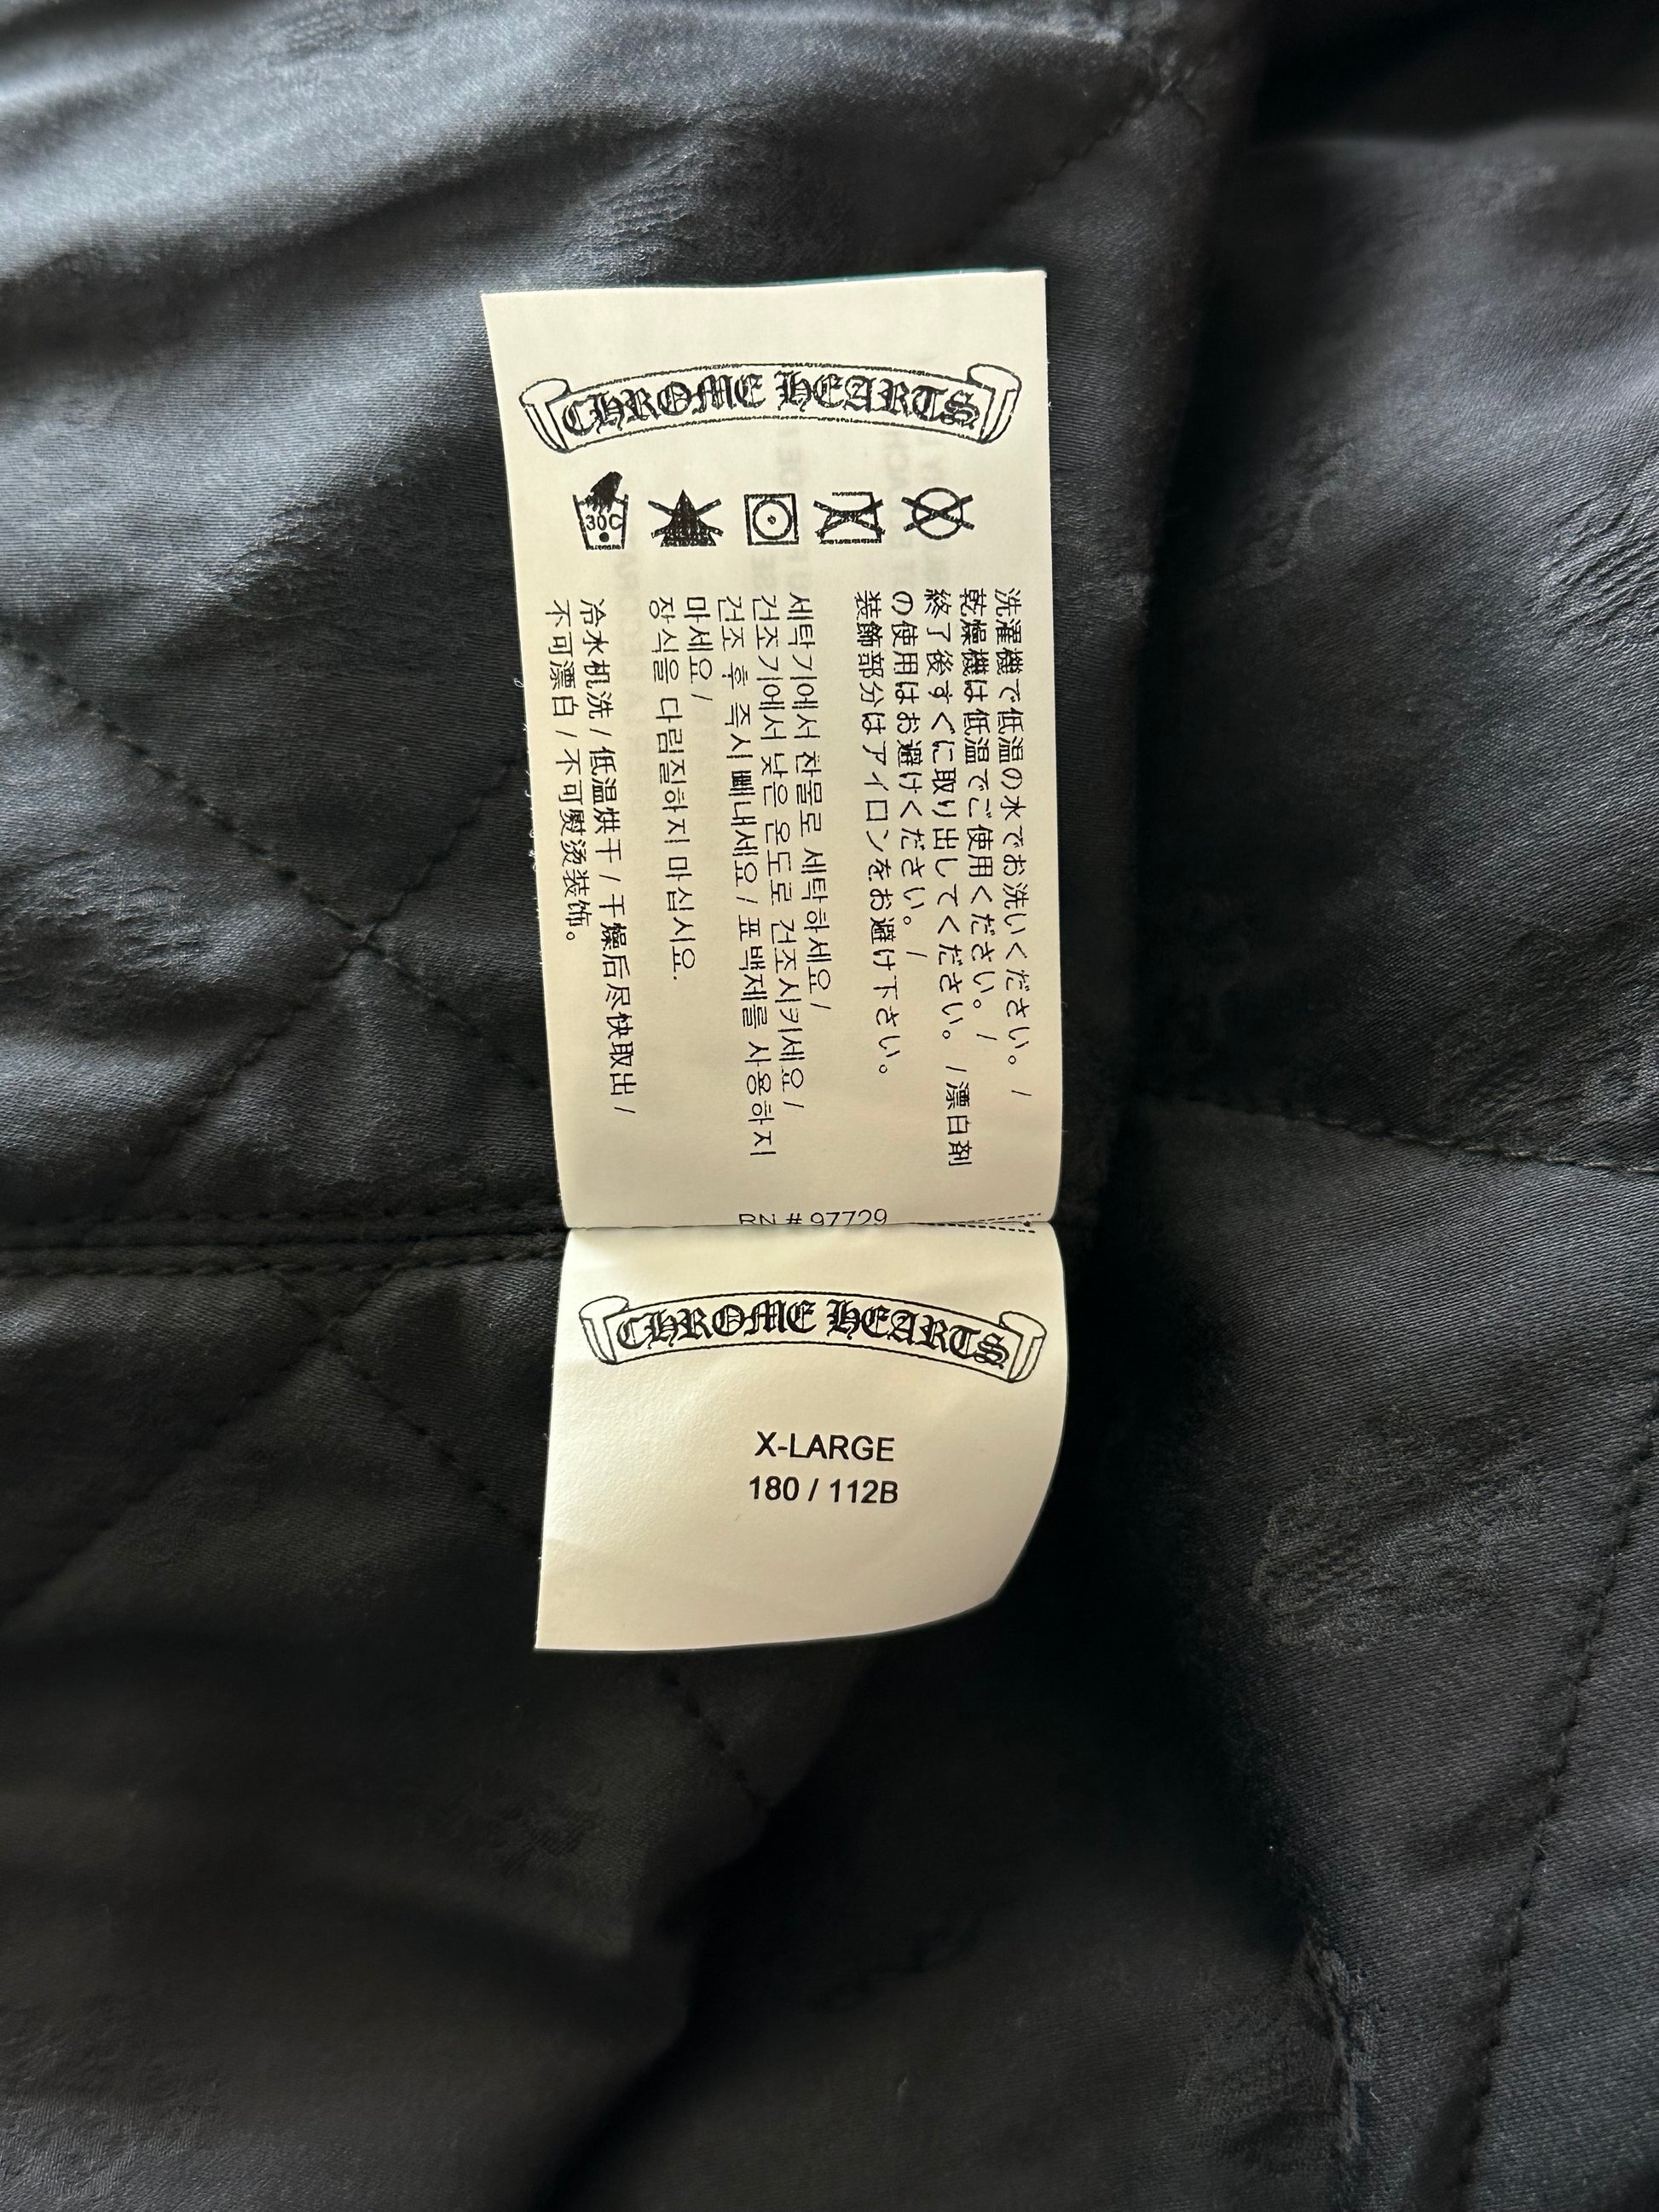 CHROME HEARTS
30C
洗濯機で低温の水でお洗いください。 /
乾燥機は低温でご使用ください。 /
終了後すぐに取り出してください。 / 漂白剤
の使用はお避けください。 /
装飾部分はアイロンをお避け下さい。
세탁기에서 찬물로 세탁하세요 /
건조기에서 낮은 온도로 건조시키세요 /
건조 후 즉시 빼내세요 / 표백제를 사용하지
마세요 /
장식을 다림질하지 마십시요.
冷水机洗 / 低温烘干 / 干燥后尽快取出 /
不可漂白 / 不可熨烫装饰。
RN # 97729
CHROME HEARTS
X-LARGE
180 / 112B